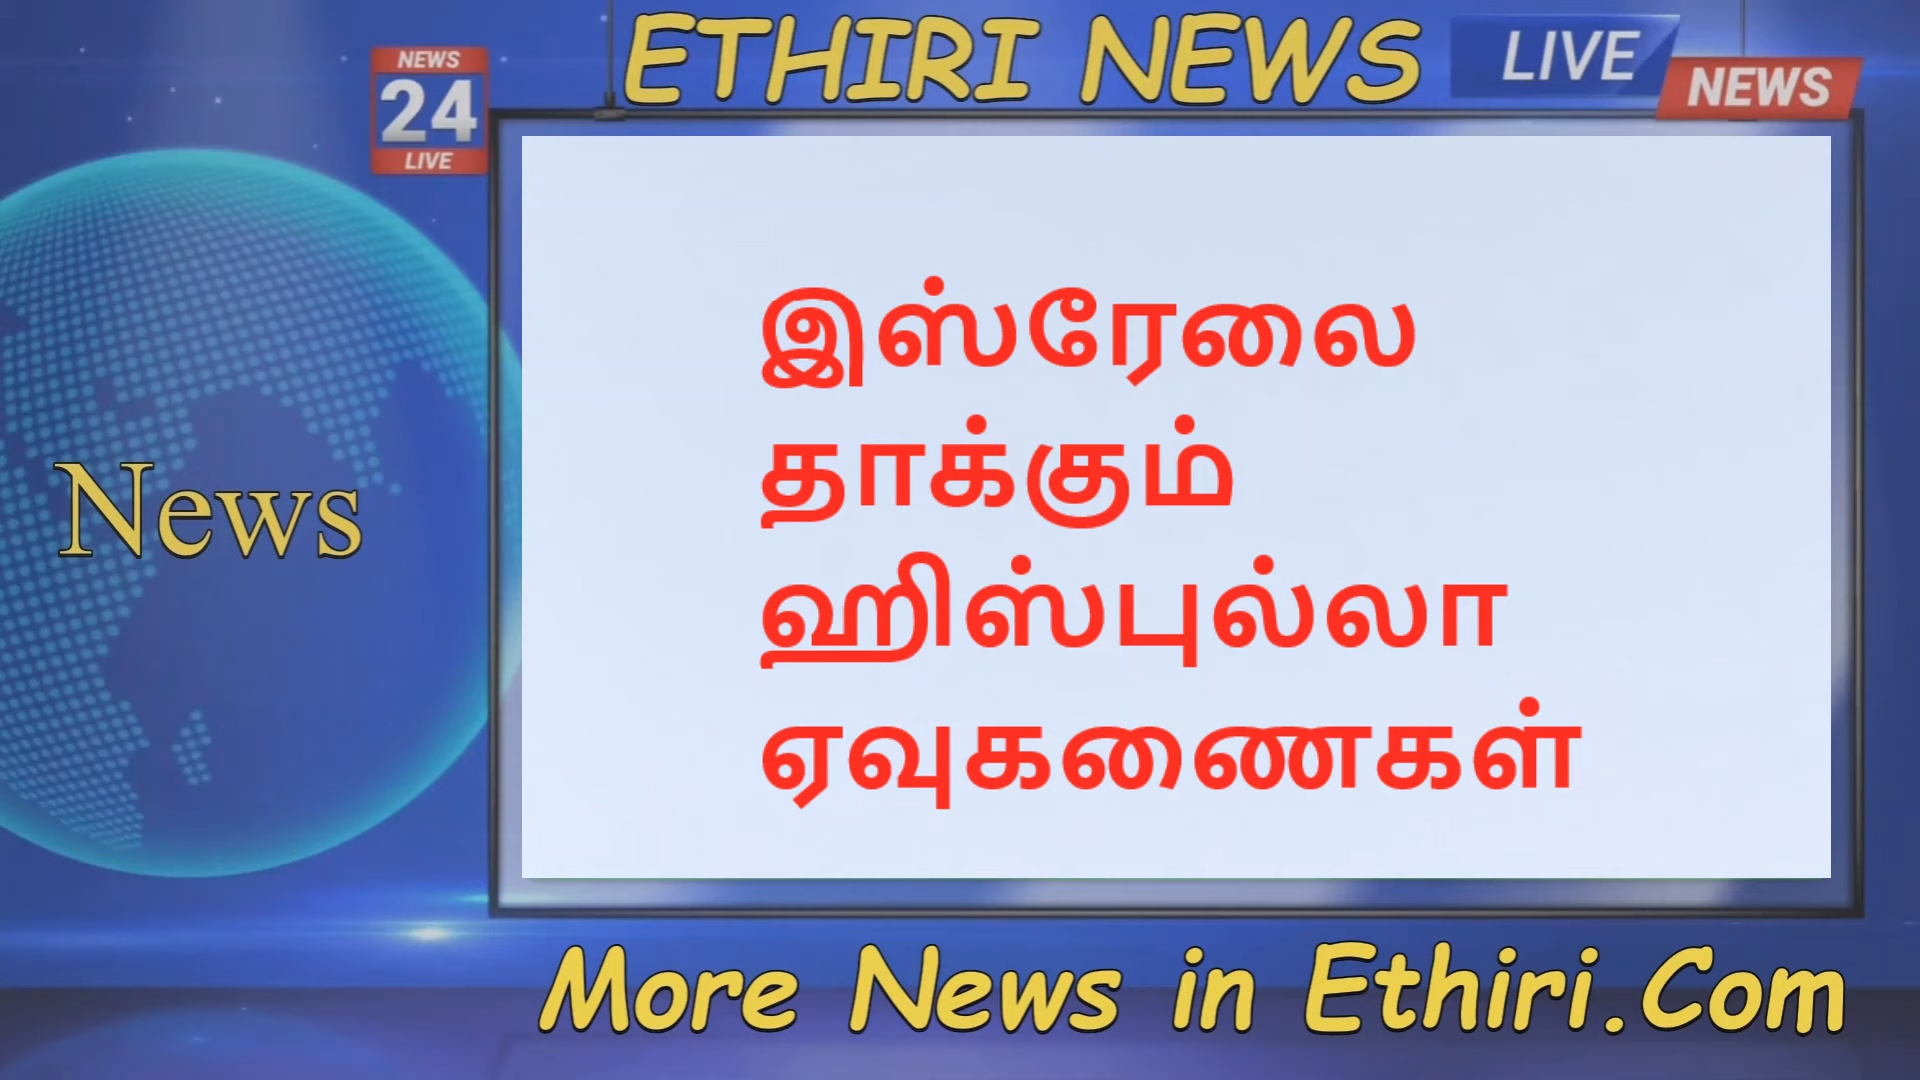 ETHIRI NEWS
LIVE
NEWS
NEWS
24
LIVE
இஸ்ரேலை
தாக்கும்
ஹிஸ்புல்லா
ஏவுகணைகள்
News
More News in Ethiri.Com